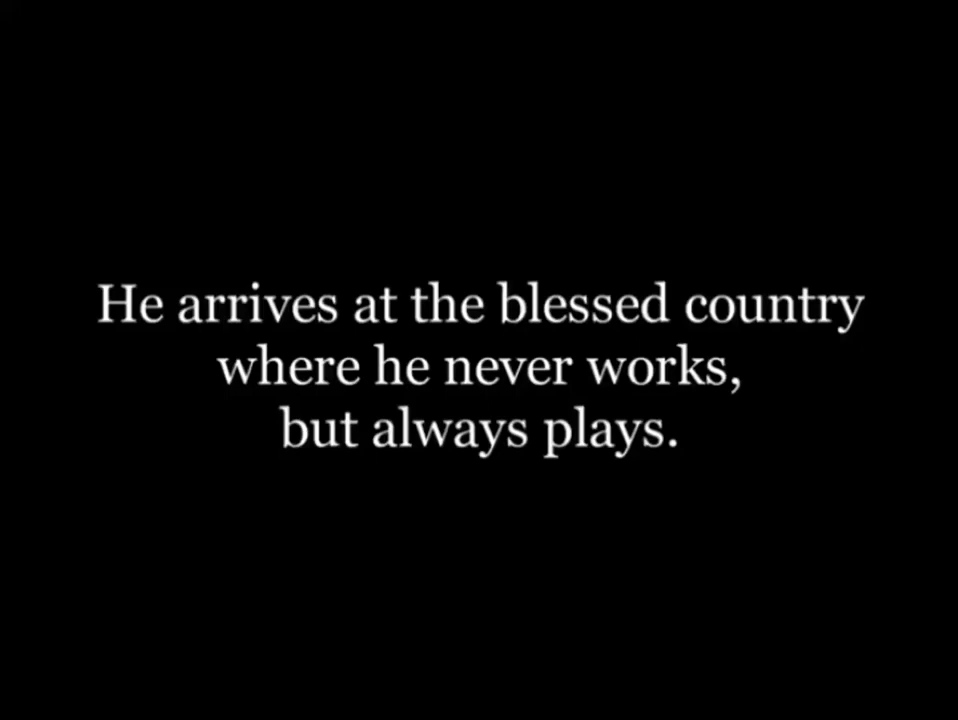 He arrives at the blessed country
where he never works,
but always plays.